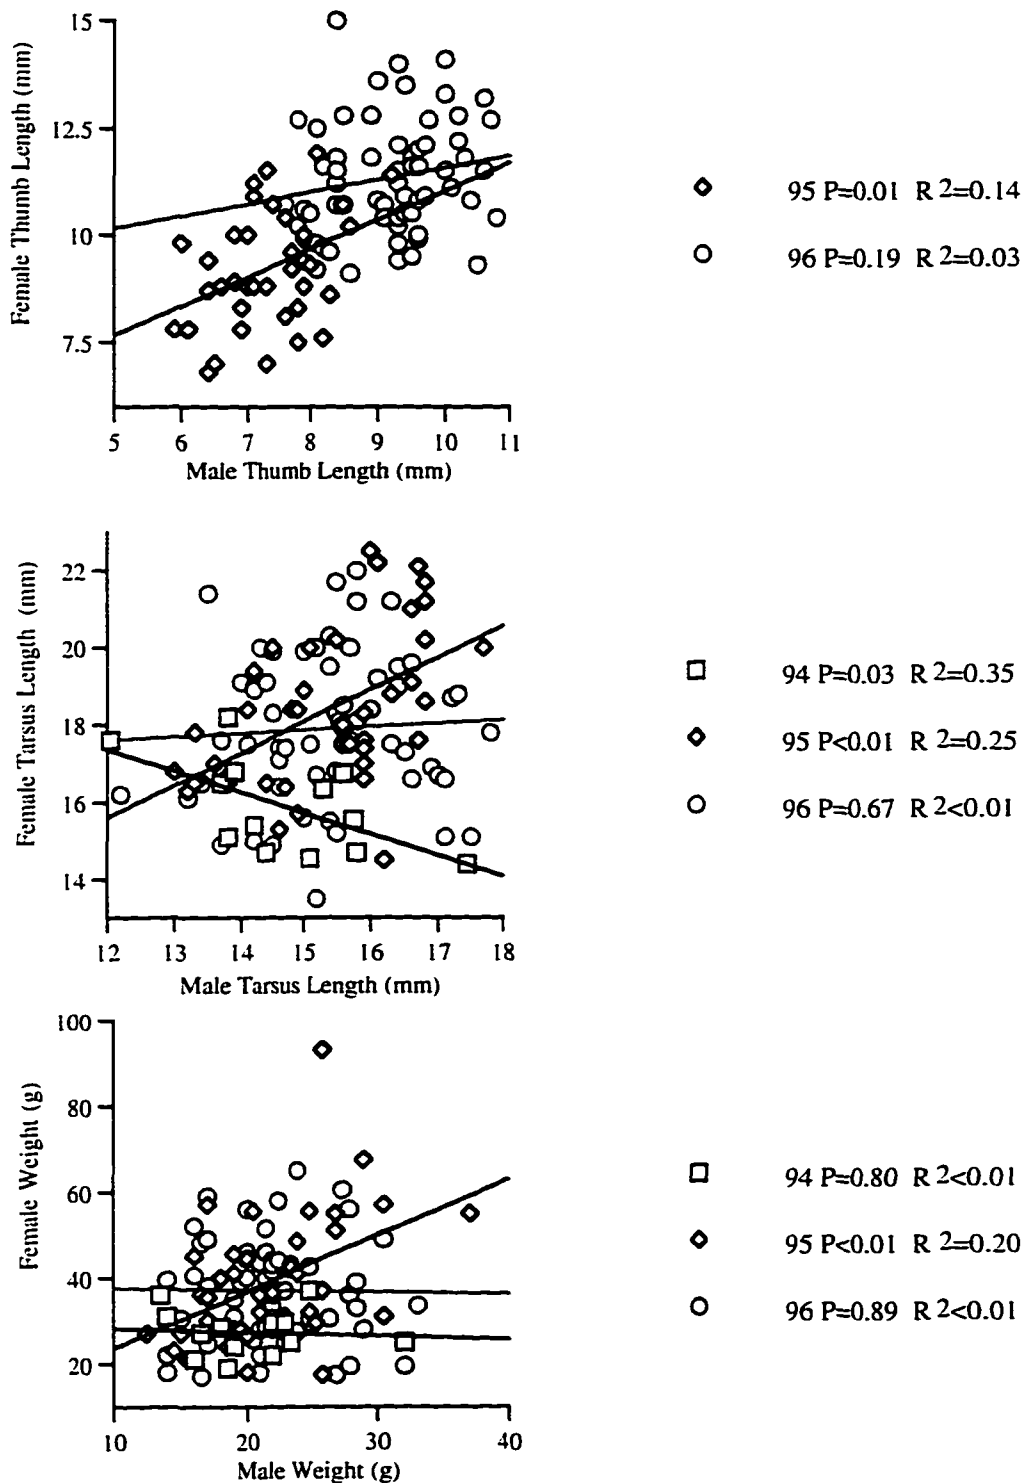 Female Thumb Length (mm)
15
12.5
10
7.5
5 6 7 8 9 10 11
Male Thumb Length (mm)
95 P=0.01 R 2=0.14
96 P=0.19 R 2=0.03
Female Tarsus Length (mm)
22
20
18
16
14
12 13 14 15 16 17 18
Male Tarsus Length (mm)
94 P=0.03 R 2=0.35
95 P<0.01 R 2=0.25
96 P=0.67 R 2<0.01
Female Weight (g)
100
80
60
40
20
10 20 30 40
Male Weight (g)
94 P=0.80 R 2<0.01
95 P<0.01 R 2=0.20
96 P=0.89 R 2<0.01